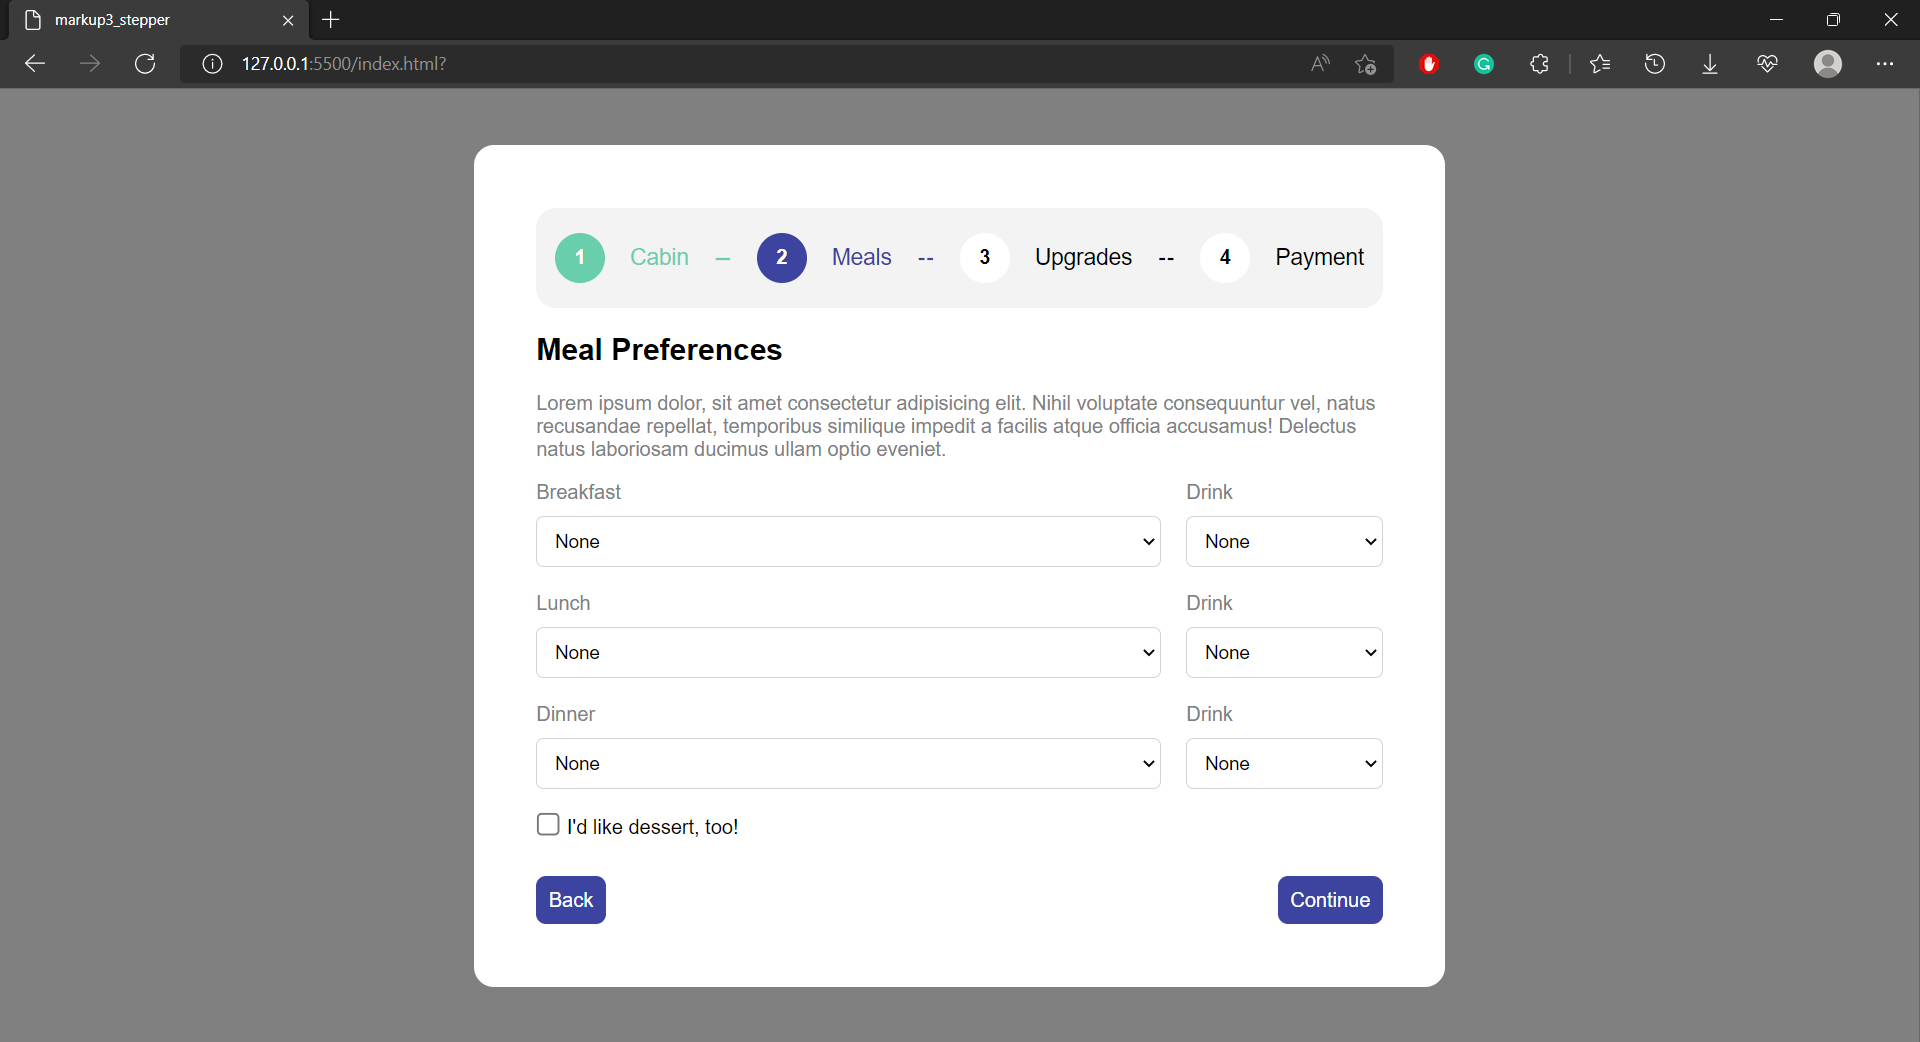 markup3_stepper
127.0.0.1:5500/index.html?
1 Cabin – 2 Meals -- 3 Upgrades -- 4 Payment
Meal Preferences
Lorem ipsum dolor, sit amet consectetur adipisicing elit. Nihil voluptate consequuntur vel, natus
recusandae repellat, temporibus similique impedit a facilis atque officia accusamus! Delectus
natus laboriosam ducimus ullam optio eveniet.
Breakfast Drink
None None
Lunch Drink
None None
Dinner Drink
None None
I'd like dessert, too!
Back Continue